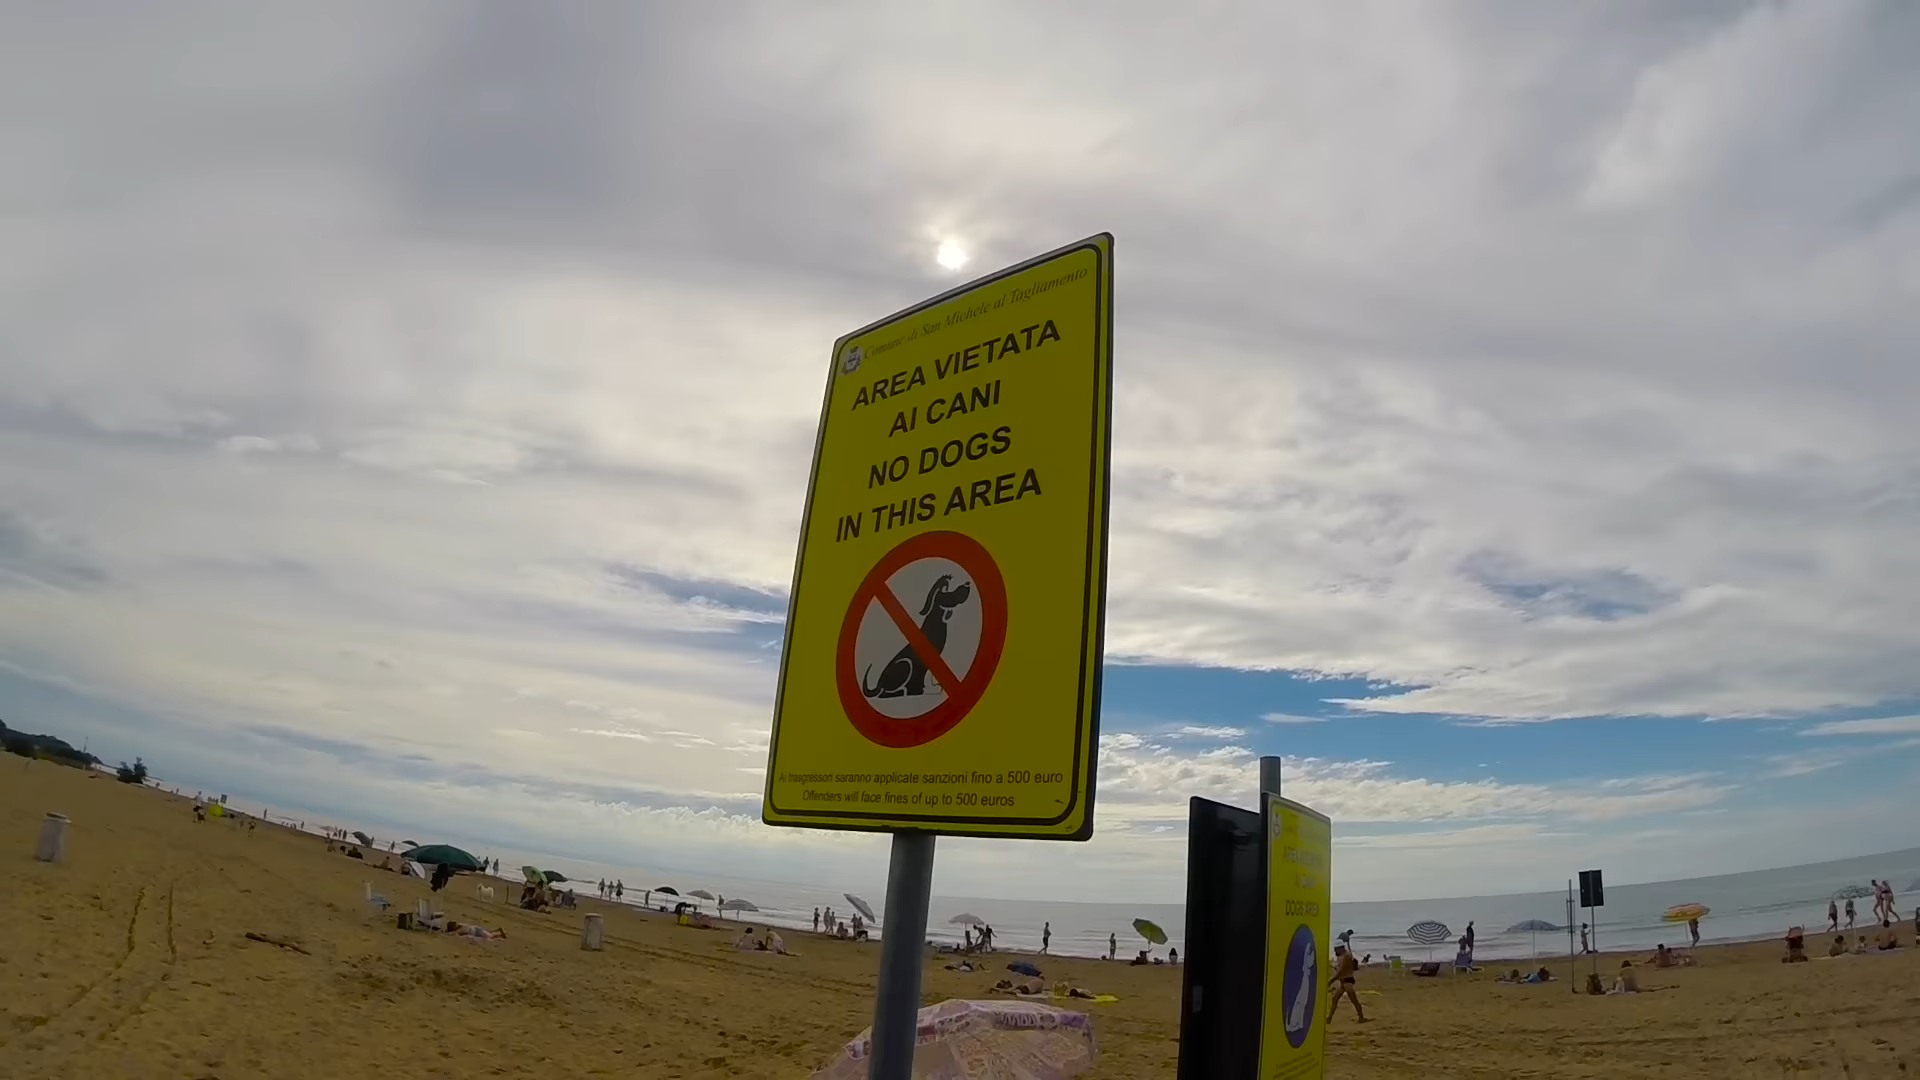 Comune di San Michele al Tagliamento
AREA VIETATA
AI CANI
NO DOGS
IN THIS AREA
Ai trasgressori saranno applicate sanzioni fino a 500 euro
Offenders will face fines of up to 500 euros
DOGS AREA